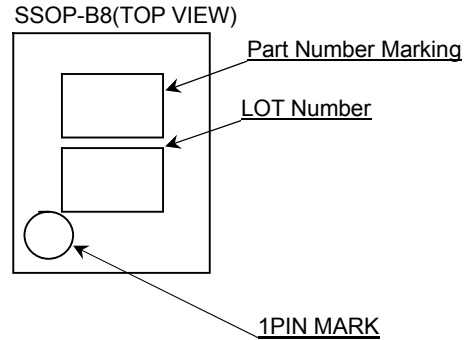 SSOP-B8(TOP VIEW)
Part Number Marking
LOT Number
1PIN MARK